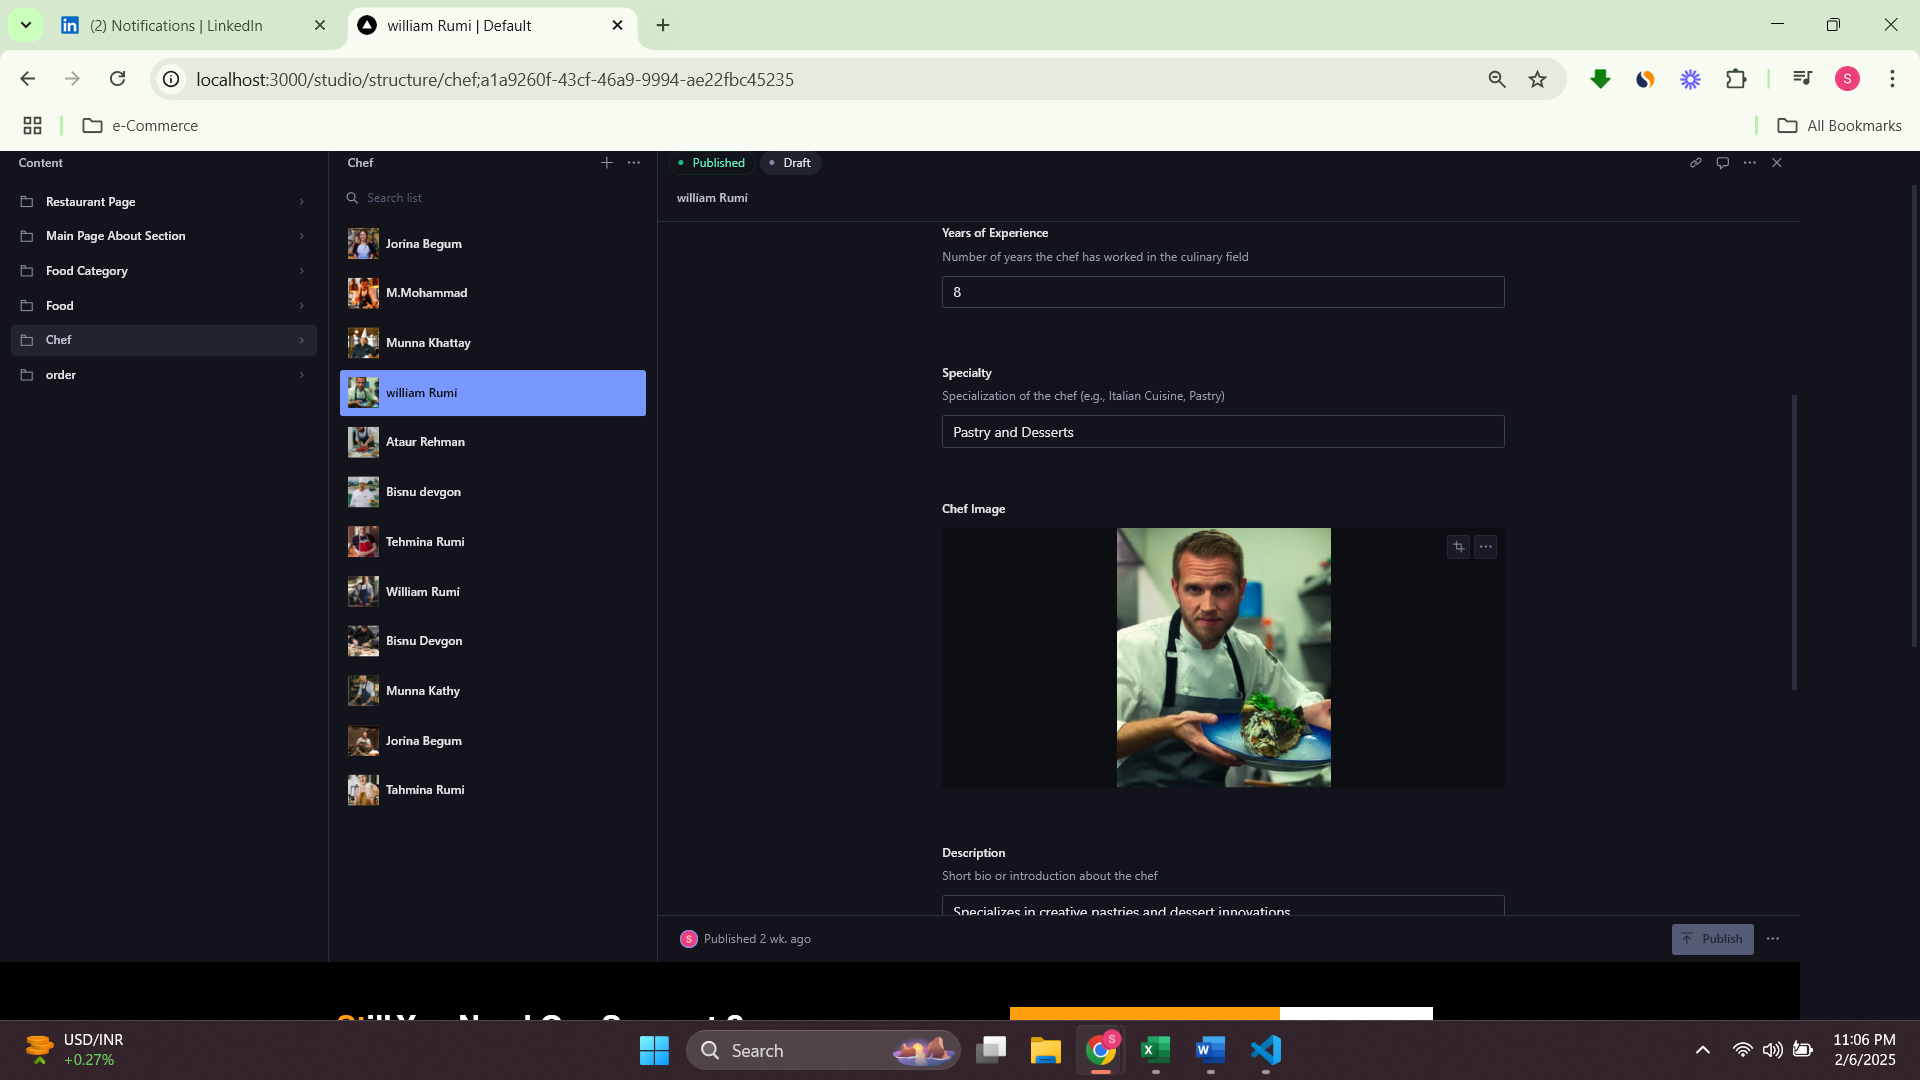 (2) Notifications | LinkedIn
william Rumi | Default
localhost:3000/studio/structure/chef;a1a9260f-43cf-46a9-9994-ae22fbc45235
S
e-Commerce
All Bookmarks
Content
Restaurant Page
Main Page About Section
Food Category
Food
Chef
order
Chef
Search list
Jorina Begum
M.Mohammad
Munna Khattay
william Rumi
Ataur Rehman
Bisnu devgon
Tehmina Rumi
William Rumi
Bisnu Devgon
Munna Kathy
Jorina Begum
Tahmina Rumi
Published
Draft
william Rumi
Years of Experience
Number of years the chef has worked in the culinary field
8
Specialty
Specialization of the chef (e.g., Italian Cuisine, Pastry)
Pastry and Desserts
Chef Image
Description
Short bio or introduction about the chef
Specializes in creative pastries and dessert innovations
S
Published 2 wk. ago
Publish
Still You Need Our Support ?
USD/INR
+0.27%
Search
S
11:06 PM
2/6/2025